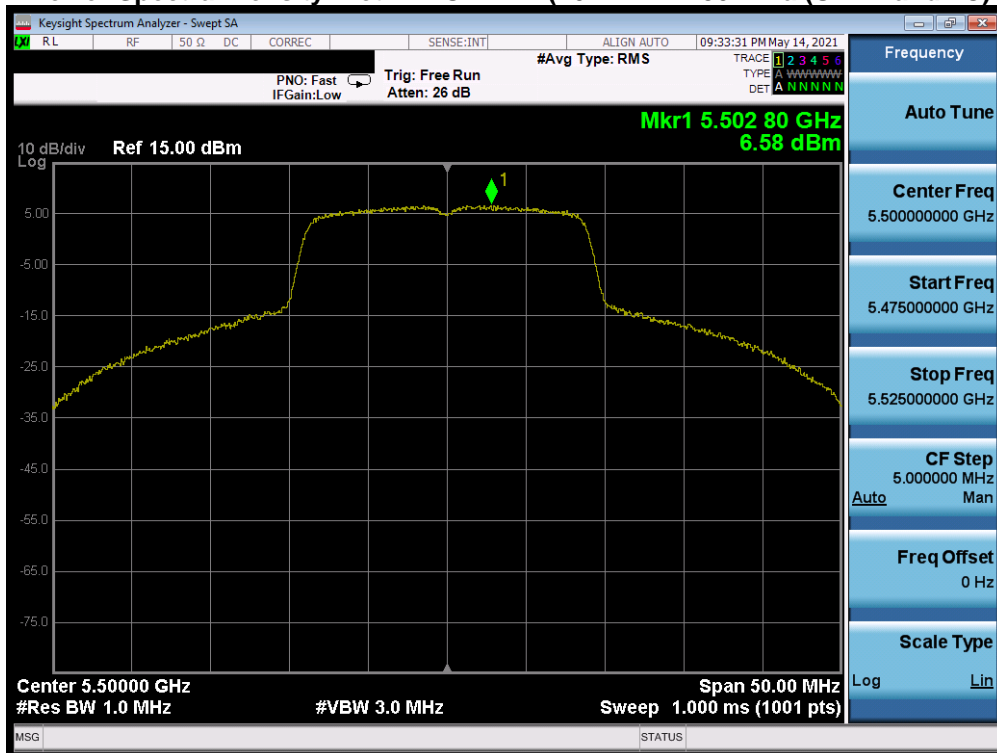 Keysight Spectrum Analyzer - Swept SA
LXI RL RF 50 Ω DC CORREC SENSE:INT ALIGN AUTO 09:33:31 PM May 14, 2021
#Avg Type: RMS
TRACE 1 2 3 4 5 6
TYPE A WWWWW
DET A N N N N N
PNO: Fast
IFGain:Low
Trig: Free Run
Atten: 26 dB
Mkr1 5.502 80 GHz
6.58 dBm
10 dB/div
Log
Ref 15.00 dBm
1
5.00
-5.00
-15.0
-25.0
-35.0
-45.0
-55.0
-65.0
-75.0
Center 5.50000 GHz
Span 50.00 MHz
#Res BW 1.0 MHz
#VBW 3.0 MHz
Sweep 1.000 ms (1001 pts)
MSG
STATUS
Frequency
Auto Tune
Center Freq
5.500000000 GHz
Start Freq
5.475000000 GHz
Stop Freq
5.525000000 GHz
CF Step
5.000000 MHz
Auto Man
Freq Offset
0 Hz
Scale Type
Log Lin